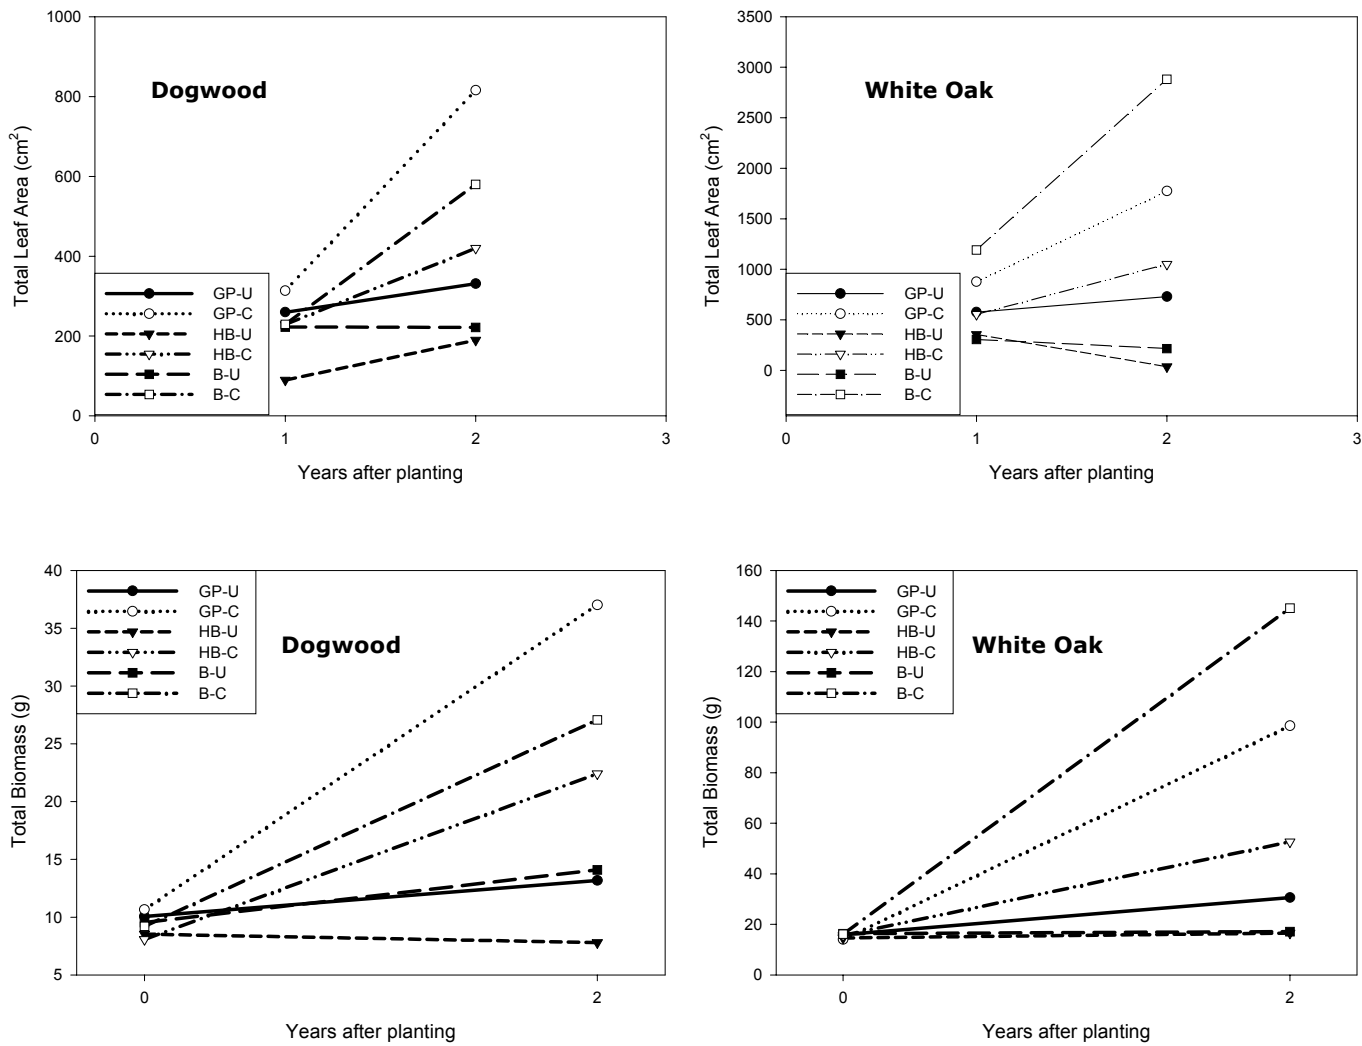 1000
800
600
400
200
0
Total Leaf Area (cm²)
Dogwood
GP-U
GP-C
HB-U
HB-C
B-U
B-C
0 1 2 3
Years after planting
3500
3000
2500
2000
1500
1000
500
0
Total Leaf Area (cm²)
White Oak
GP-U
GP-C
HB-U
HB-C
B-U
B-C
0 1 2 3
Years after planting
40
35
30
25
20
15
10
5
Total Biomass (g)
GP-U
GP-C
HB-U
HB-C
B-U
B-C
Dogwood
0 2
Years after planting
160
140
120
100
80
60
40
20
0
Total Biomass (g)
GP-U
GP-C
HB-U
HB-C
B-U
B-C
White Oak
0 2
Years after planting